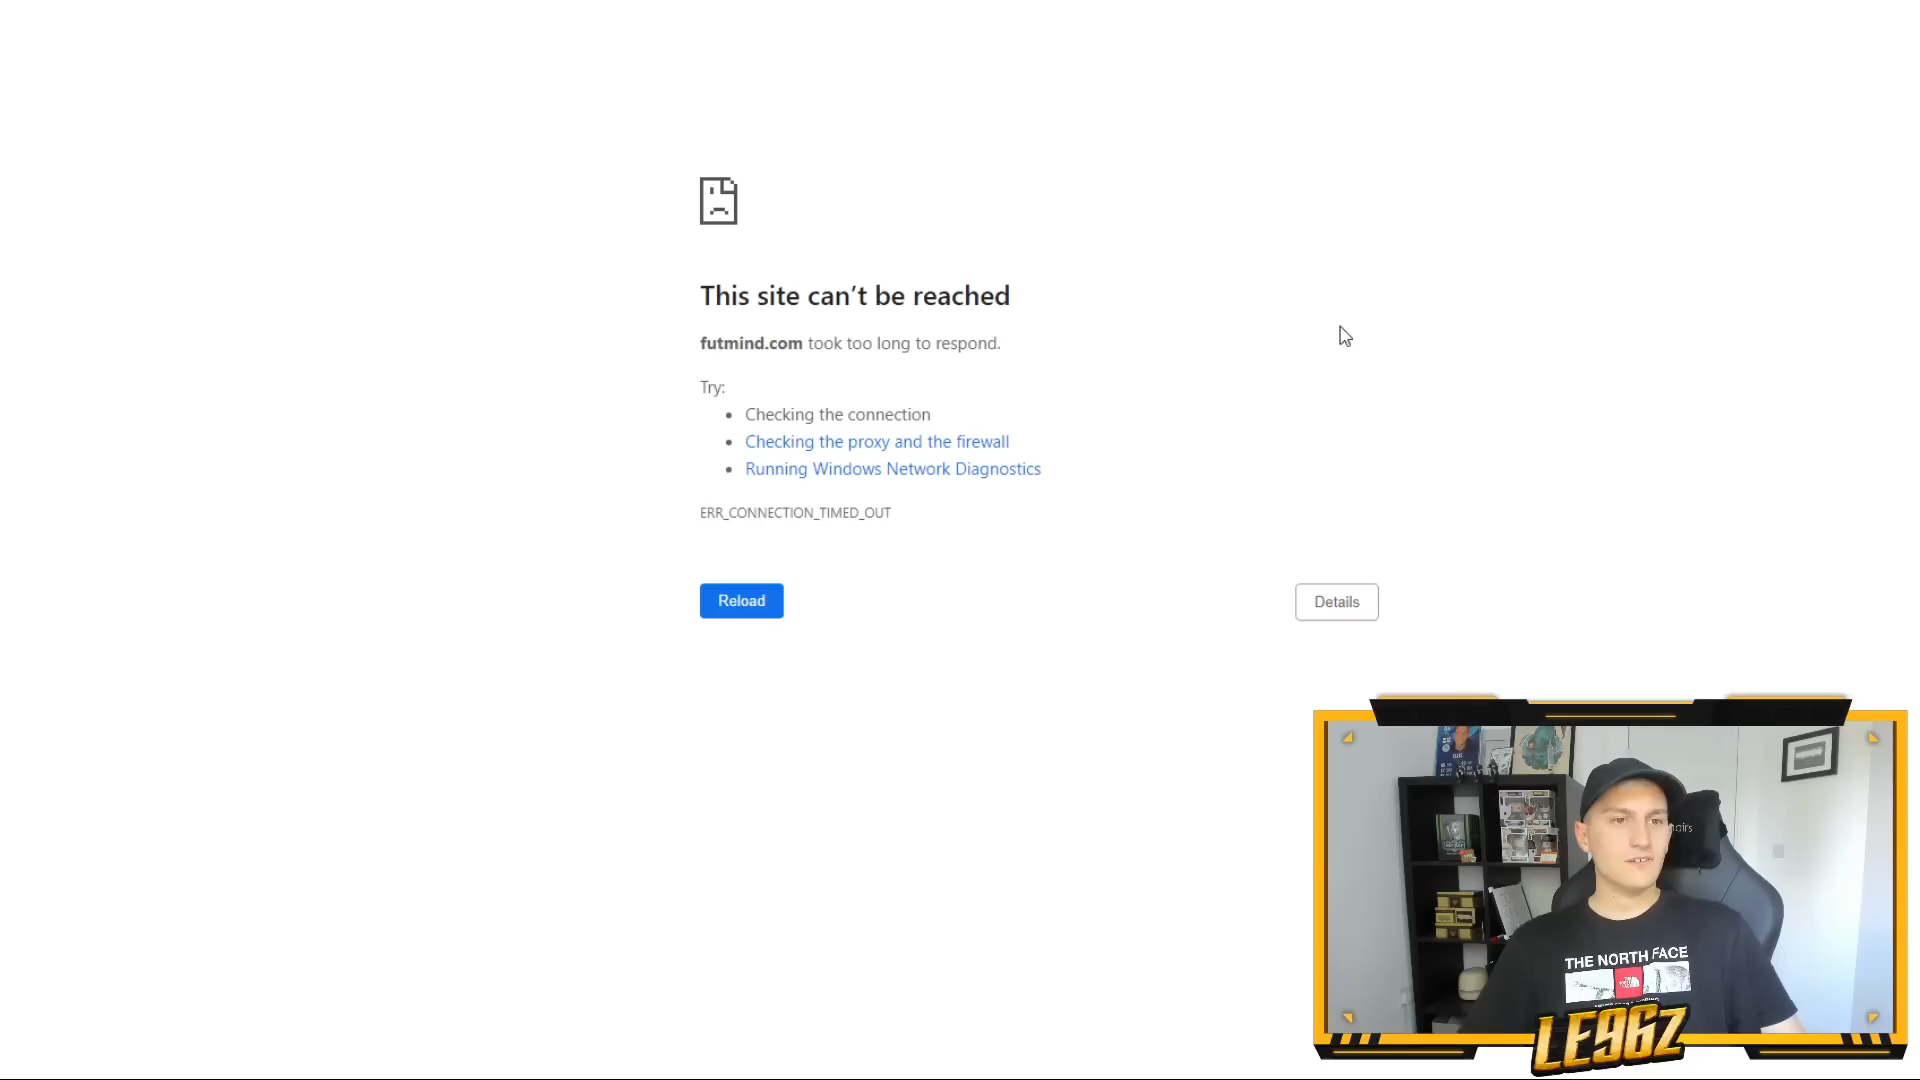 This site can’t be reached
futmind.com took too long to respond.
Try:
Checking the connection
Checking the proxy and the firewall
Running Windows Network Diagnostics
ERR_CONNECTION_TIMED_OUT
Reload
Details
THE NORTH FACE
LE96Z